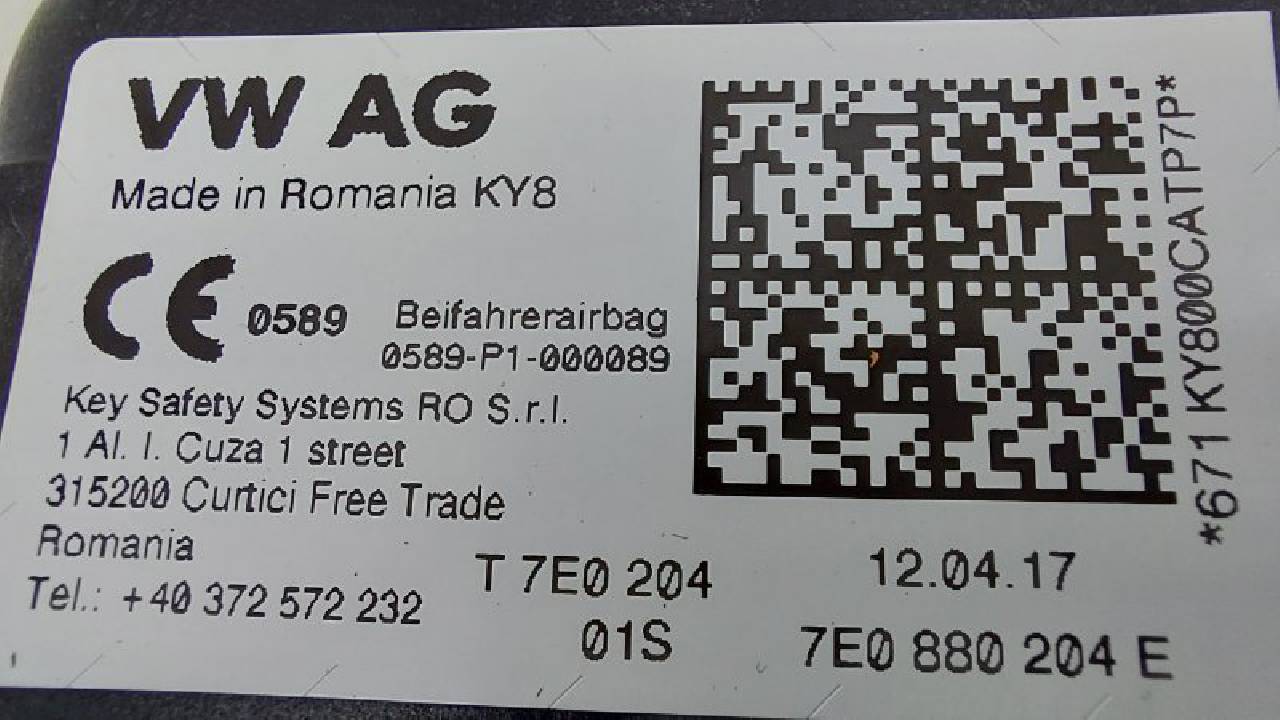 VW AG
Made in Romania KY8
CE 0589 Beifahrerairbag
0589-P1-000089
Key Safety Systems RO S.r.l.
1 Al. I. Cuza 1 street
315200 Curtici Free Trade
Romania
Tel.: +40 372 572 232
T 7E0 204
01S
12.04.17
7E0 880 204 E
*671 KY800CATP7P*